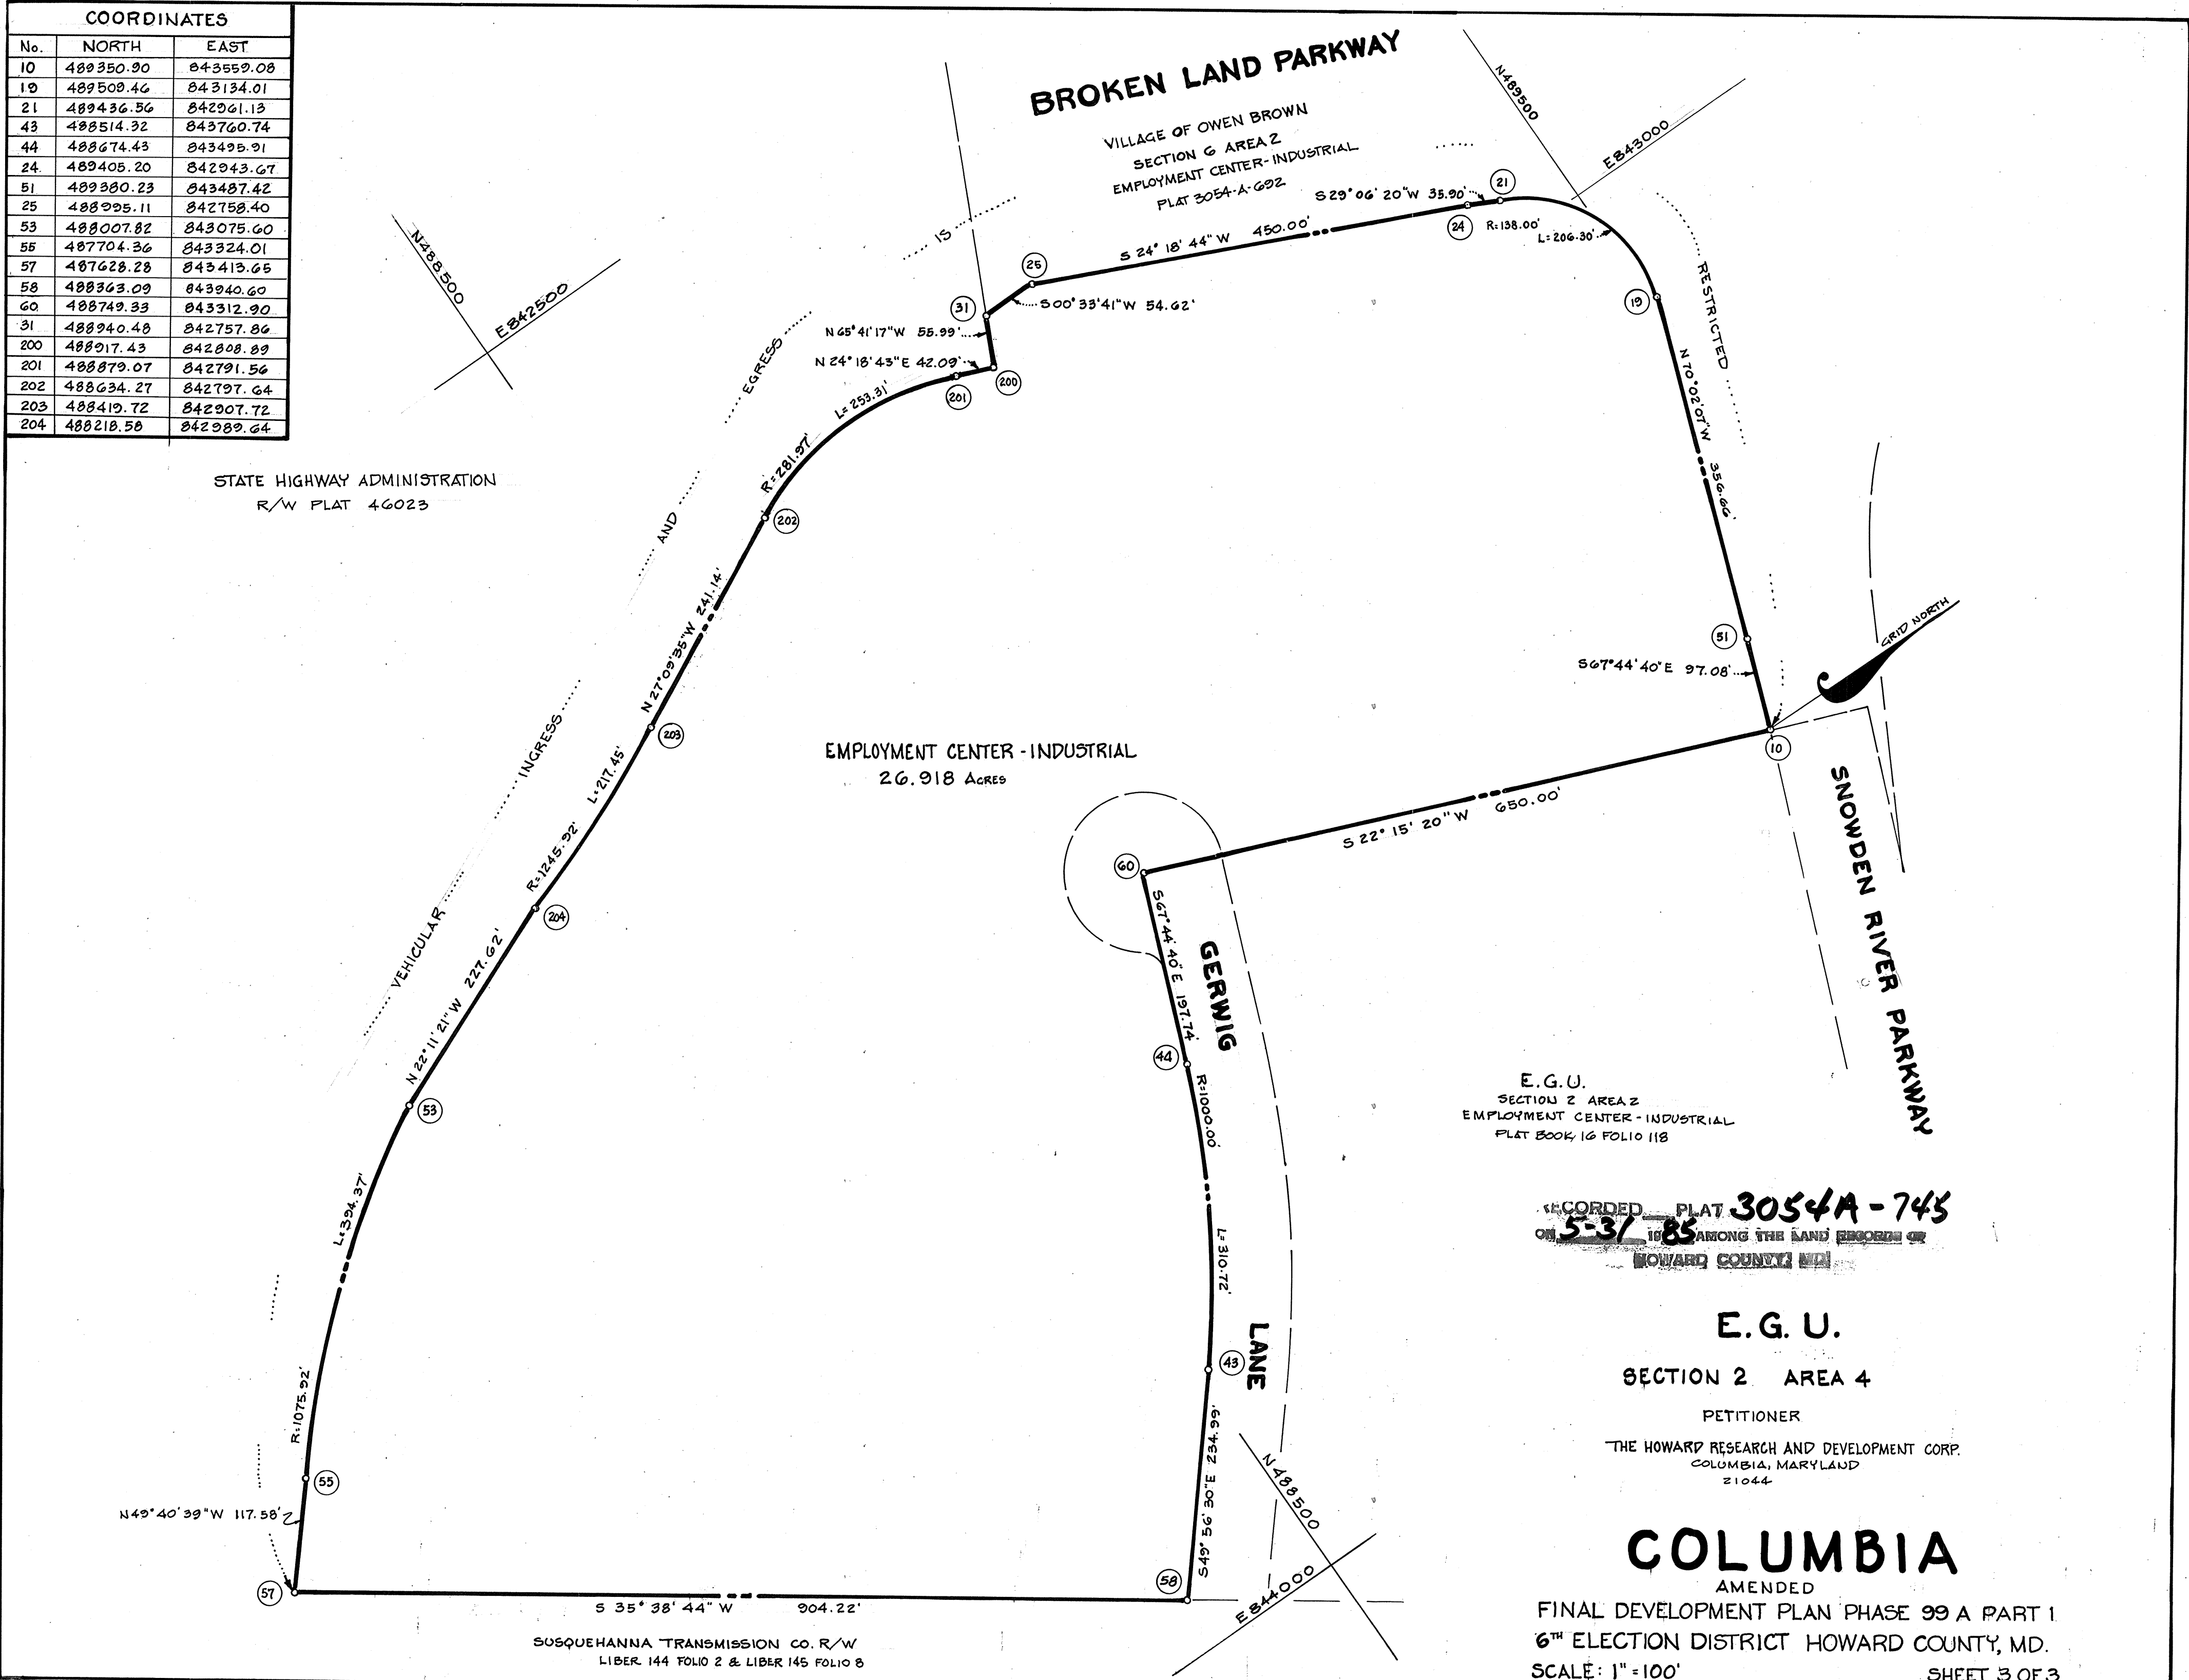 COORDINATES
No. NORTH EAST
10 489350.90 843559.08
19 489509.46 843134.01
21 489436.56 842961.13
43 488514.32 843760.74
44 488674.43 843495.91
24 489405.20 842943.67
51 489380.23 843487.42
25 488995.11 842758.40
53 488007.82 843075.60
55 487704.36 843324.01
57 487628.28 843413.65
58 488363.09 843940.60
60 488749.33 843312.90
31 488940.48 842757.86
200 488917.43 842808.89
201 488879.07 842791.56
202 488634.27 842797.64
203 488419.72 842907.72
204 488218.58 842989.64
STATE HIGHWAY ADMINISTRATION
R/W PLAT 46023
N488500
E842500
BROKEN LAND PARKWAY
VILLAGE OF OWEN BROWN
SECTION 6 AREA 2
EMPLOYMENT CENTER-INDUSTRIAL
PLAT 3054-A-692
N489500
E843000
VEHICULAR INGRESS AND EGRESS IS RESTRICTED
S 29° 06' 20" W 35.90'
21
24
R=138.00'
L=206.30'
S 24° 18' 44" W 450.00'
25
S00° 33' 41" W 54.62'
31
N65° 41' 17" W 55.99'
N 24° 18' 43" E 42.09'
200
201
L=253.31'
R=281.97'
202
N 27° 09' 35" W 241.14'
203
L=217.45'
R=1245.92'
204
N 22° 11' 21" W 227.62'
53
L=394.37'
R=1075.92'
55
N49° 40' 39" W 117.58'
57
S 35° 38' 44" W 904.22'
58
S49° 56' 30" E 234.99'
43
L=310.72'
R=1000.00'
44
S67° 44' 40" E 197.74'
60
S 22° 15' 20" W 650.00'
10
S67° 44' 40" E 97.08'
51
N 70° 02' 07" W 356.66'
19
GRID NORTH
EMPLOYMENT CENTER - INDUSTRIAL
26.918 ACRES
GERWIG LANE
SNOWDEN RIVER PARKWAY
N 488500
E 844000
SUSQUEHANNA TRANSMISSION CO. R/W
LIBER 144 FOLIO 2 & LIBER 145 FOLIO 8
E.G.U.
SECTION 2 AREA 2
EMPLOYMENT CENTER - INDUSTRIAL
PLAT BOOK 16 FOLIO 118
RECORDED PLAT 3054A-745
ON 5-31 1985 AMONG THE LAND RECORDS OF
HOWARD COUNTY, MD.
E.G.U.
SECTION 2 AREA 4
PETITIONER
THE HOWARD RESEARCH AND DEVELOPMENT CORP.
COLUMBIA, MARYLAND
21044
COLUMBIA
AMENDED
FINAL DEVELOPMENT PLAN PHASE 99 A PART 1
6TH ELECTION DISTRICT HOWARD COUNTY, MD.
SCALE: 1"=100' SHEET 3 OF 3